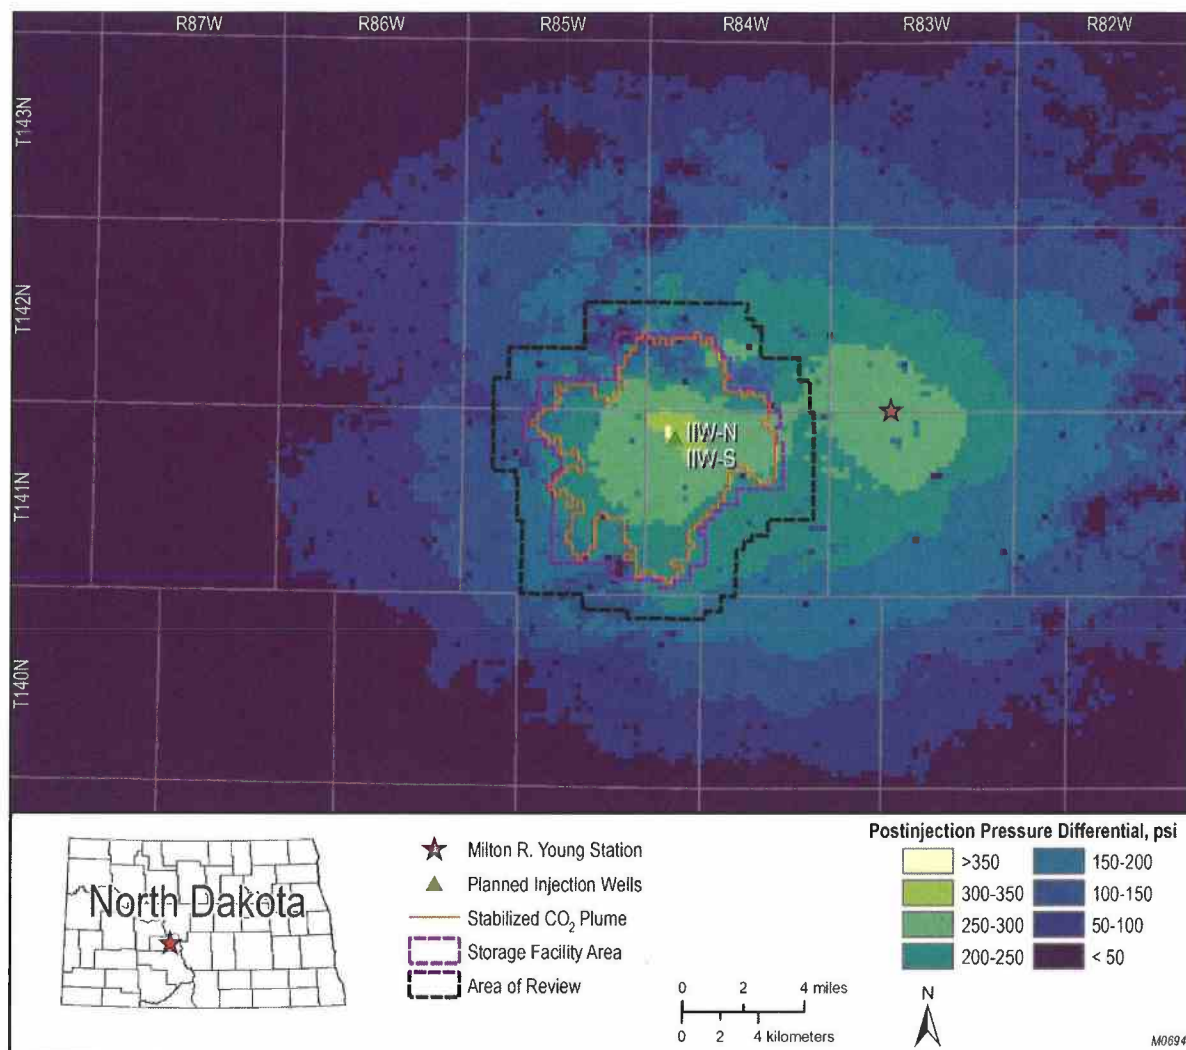 R87W R86W R85W R84W R83W R82W
T143N
T142N
T141N
T140N
IIW-N
IIW-S
North Dakota
Milton R. Young Station
Planned Injection Wells
Stabilized CO₂ Plume
Storage Facility Area
Area of Review
0 2 4 miles
0 2 4 kilometers
Postinjection Pressure Differential, psi
>350
300-350
250-300
200-250
150-200
100-150
50-100
< 50
N
M0694